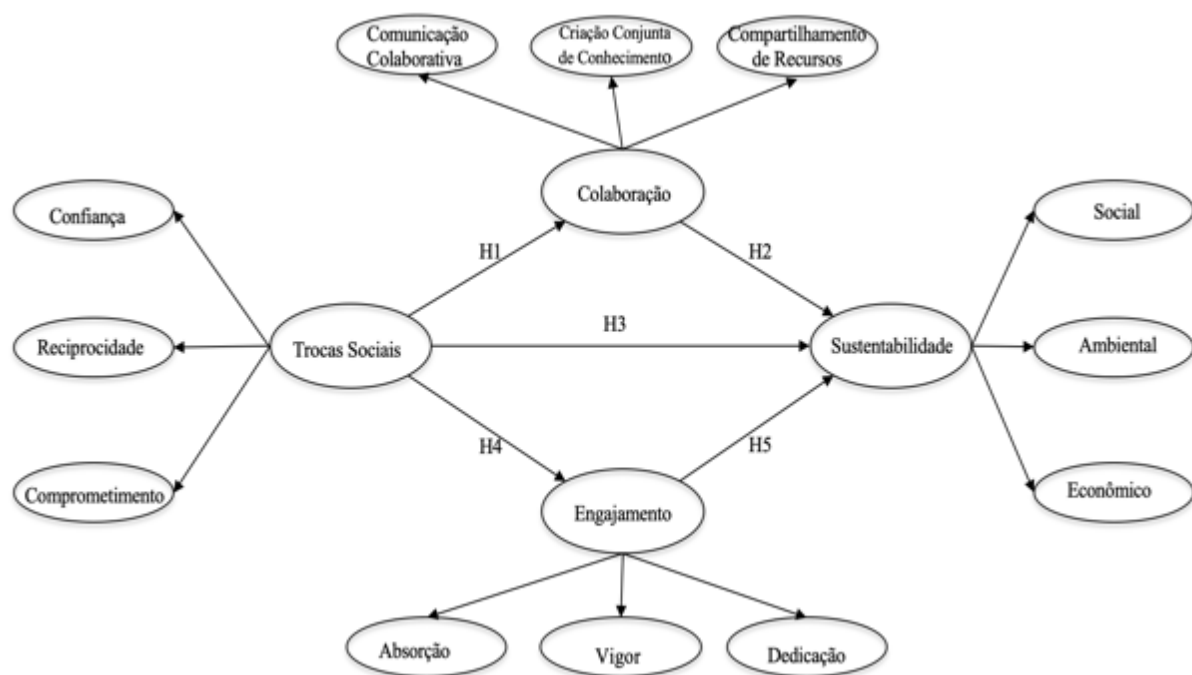 Comunicação
Colaborativa
Criação Conjunta
de Conhecimento
Compartilhamento
de Recursos
Colaboração
Confiança
Social
H1
H2
Reciprocidade
Trocas Sociais
H3
Sustentabilidade
Ambiental
H4
H5
Comprometimento
Engajamento
Econômico
Absorção
Vigor
Dedicação